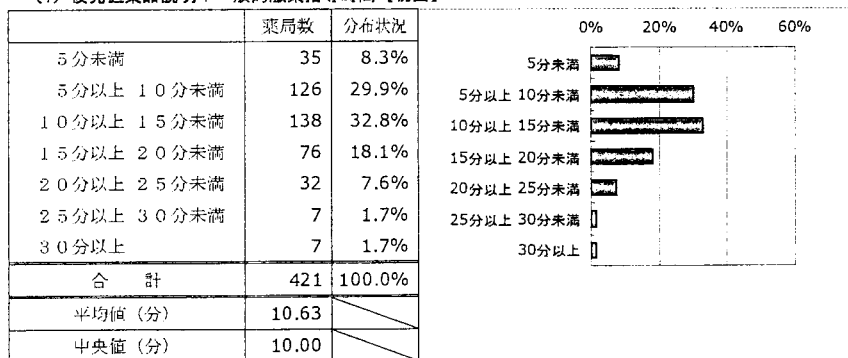 薬局数 分布状況
5分未満 35 8.3%
5分以上 10分未満 126 29.9%
10分以上 15分未満 138 32.8%
15分以上 20分未満 76 18.1%
20分以上 25分未満 32 7.6%
25分以上 30分未満 7 1.7%
30分以上 7 1.7%
合 計 421 100.0%
平均値（分） 10.63
中央値（分） 10.00
0% 20% 40% 60%
5分未満
5分以上 10分未満
10分以上 15分未満
15分以上 20分未満
20分以上 25分未満
25分以上 30分未満
30分以上